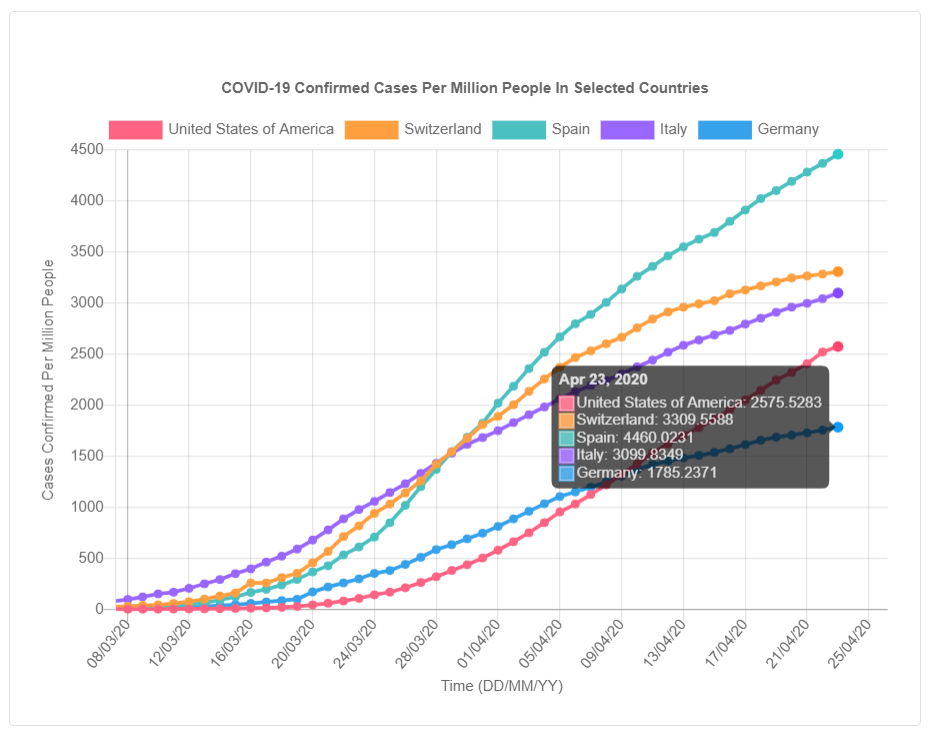 COVID-19 Confirmed Cases Per Million People In Selected Countries
United States of America Switzerland Spain Italy Germany
4500
4000
3500
3000
2500
2000
1500
1000
500
0
Cases Confirmed Per Million People
Apr 23, 2020
United States of America: 2575.5283
Switzerland: 3309.5588
Spain: 4460.0231
Italy: 3099.8349
Germany: 1785.2371
08/03/20 12/03/20 16/03/20 20/03/20 24/03/20 28/03/20 01/04/20 05/04/20 09/04/20 13/04/20 17/04/20 21/04/20 25/04/20
Time (DD/MM/YY)